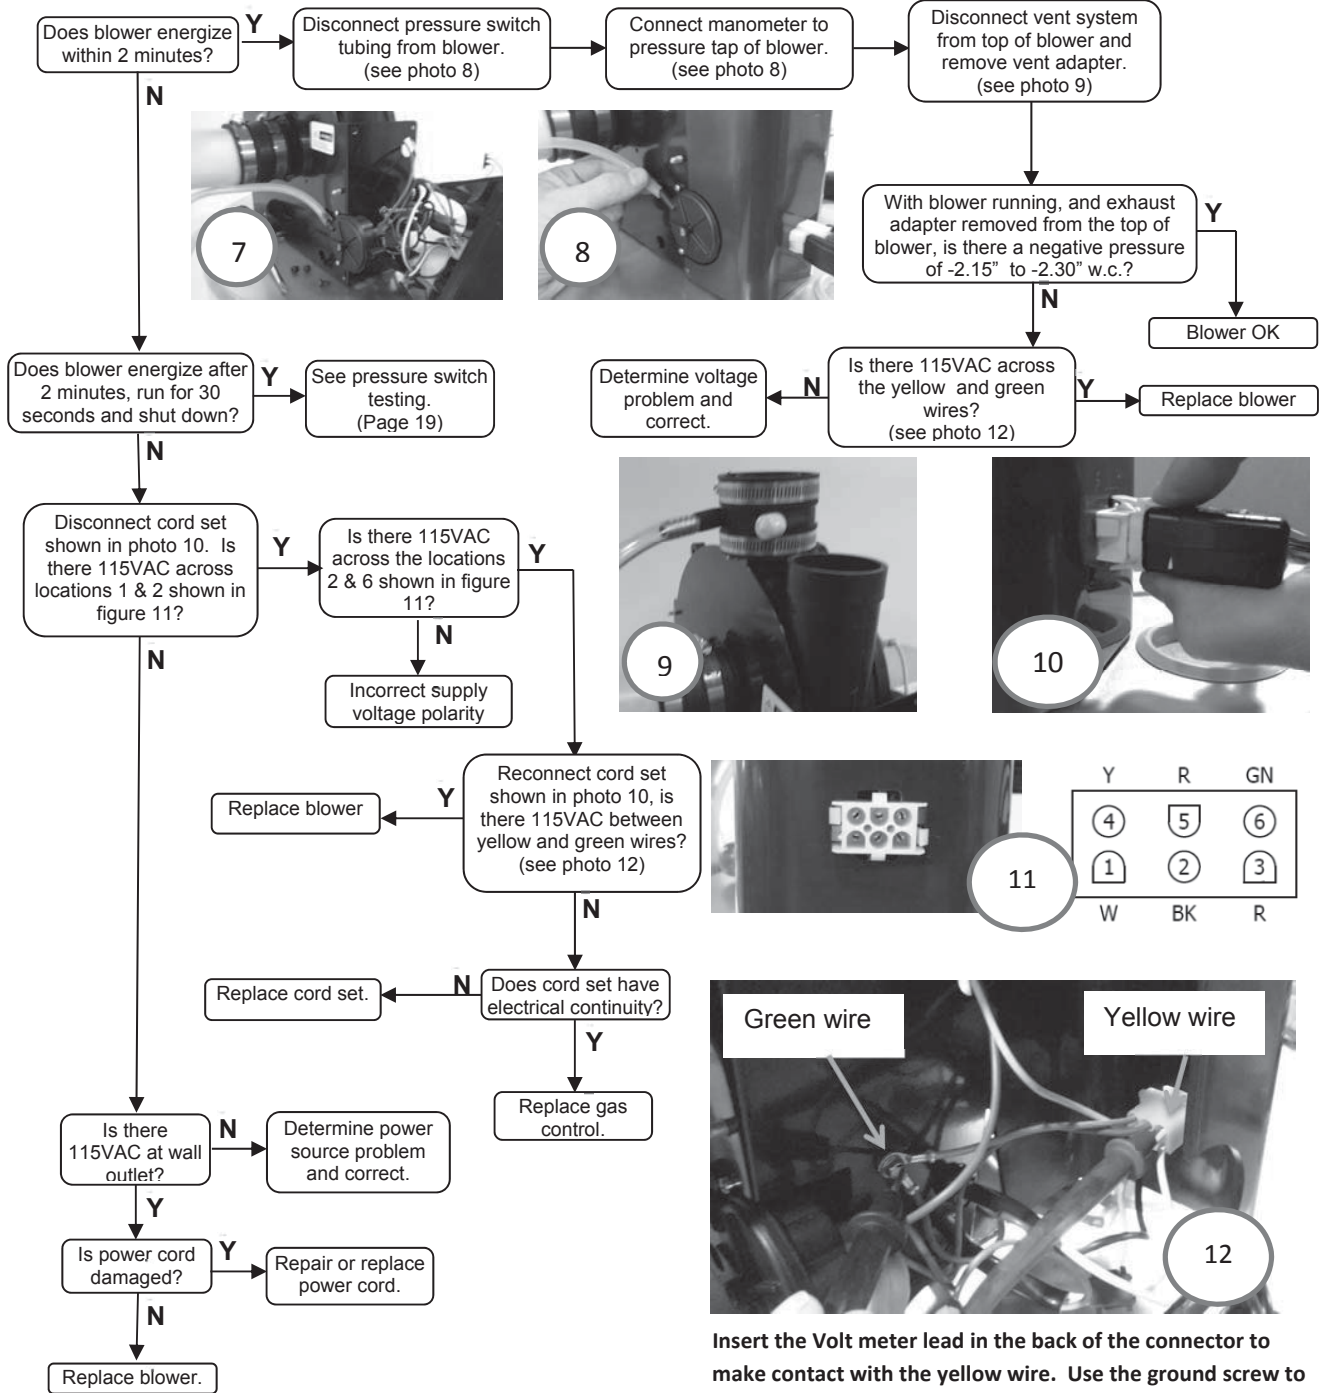 Does blower energize
within 2 minutes?
Y
Disconnect pressure switch
tubing from blower.
(see photo 8)
Connect manometer to
pressure tap of blower.
(see photo 8)
Disconnect vent system
from top of blower and
remove vent adapter.
(see photo 9)
N
7
8
With blower running, and exhaust
adapter removed from the top of
blower, is there a negative pressure
of -2.15” to -2.30” w.c.?
Y
N
Blower OK
Does blower energize after
2 minutes, run for 30
seconds and shut down?
Y
See pressure switch
testing.
(Page 19)
Determine voltage
problem and
correct.
N
Is there 115VAC across
the yellow and green
wires?
(see photo 12)
Y
Replace blower
N
Disconnect cord set
shown in photo 10. Is
there 115VAC across
locations 1 & 2 shown in
figure 11?
Y
Is there 115VAC
across the locations
2 & 6 shown in figure
11?
Y
N
N
Incorrect supply
voltage polarity
9
10
Replace blower
Y
Reconnect cord set
shown in photo 10, is
there 115VAC between
yellow and green wires?
(see photo 12)
N
11
Y R GN
4 5 6
1 2 3
W BK R
Replace cord set.
N
Does cord set have
electrical continuity?
Y
Replace gas
control.
Green wire
Yellow wire
12
Is there
115VAC at wall
outlet?
N
Determine power
source problem
and correct.
Y
Is power cord
damaged?
Y
Repair or replace
power cord.
N
Replace blower.
Insert the Volt meter lead in the back of the connector to
make contact with the yellow wire. Use the ground screw to